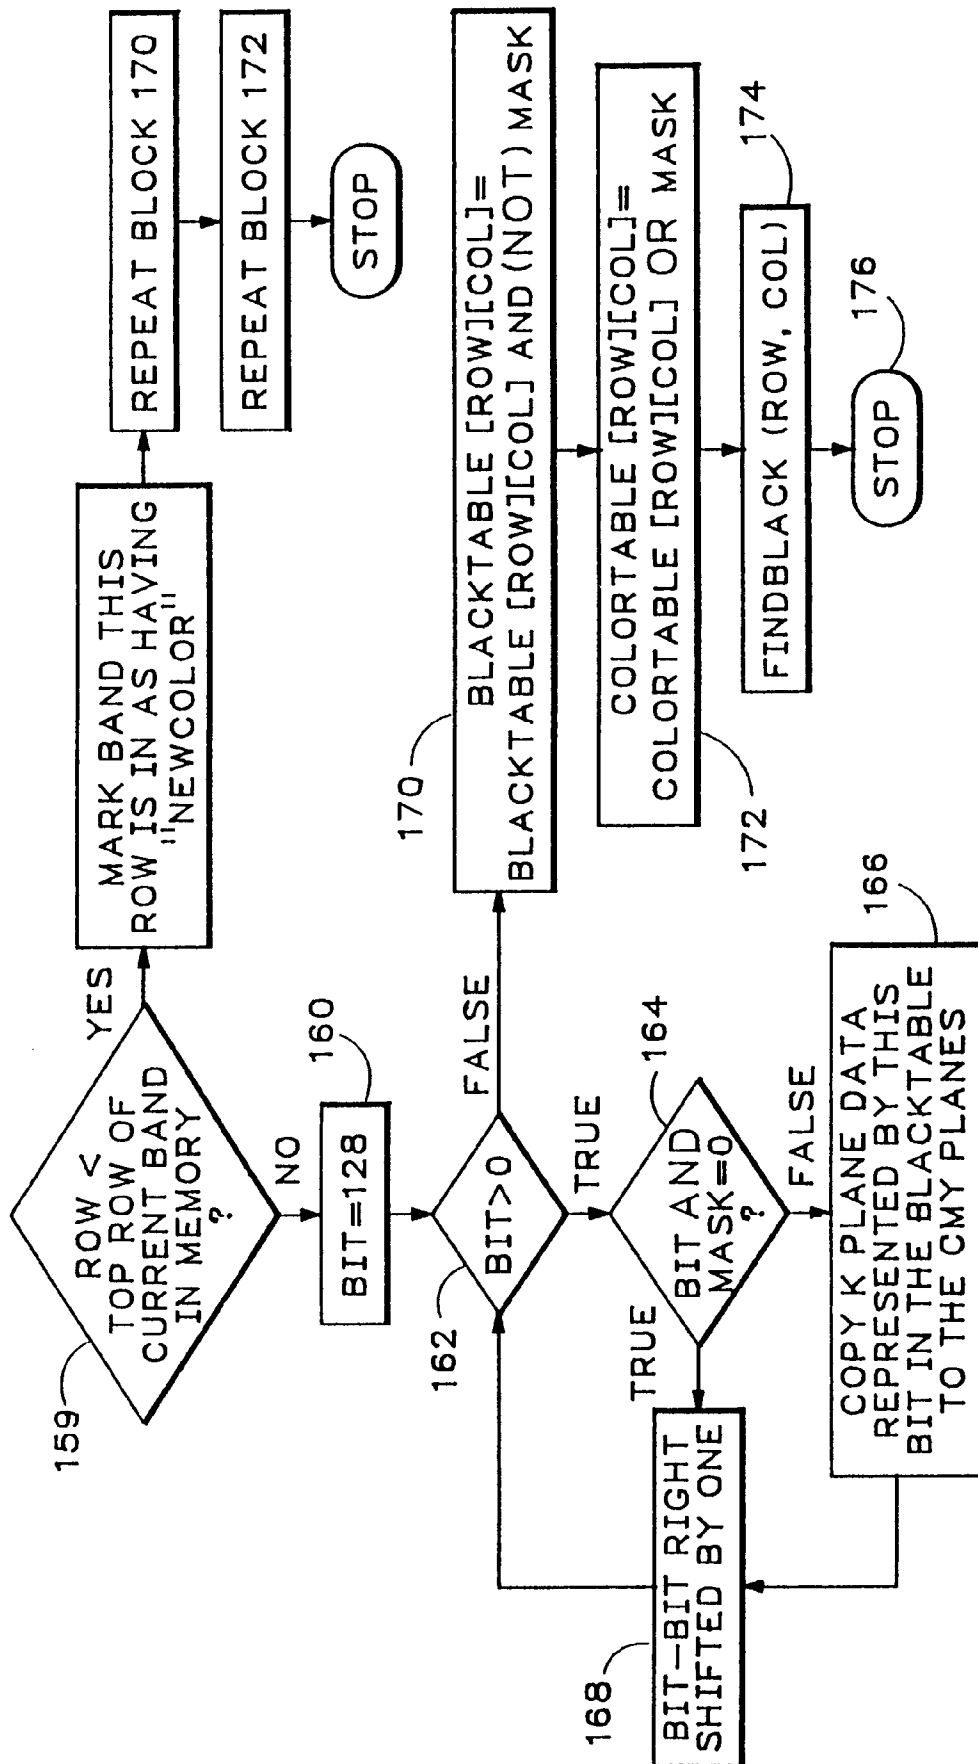 159
ROW <
TOP ROW OF
CURRENT BAND
IN MEMORY
?
YES
MARK BAND THIS
ROW IS IN AS HAVING
"NEWCOLOR"
REPEAT BLOCK 170
REPEAT BLOCK 172
STOP
NO
160
BIT=128
162
BIT>0
FALSE
170
BLACKTABLE [ROW][COL]=
BLACKTABLE [ROW][COL] AND (NOT) MASK
172
COLORTABLE [ROW][COL]=
COLORTABLE [ROW][COL] OR MASK
FINDBLACK (ROW, COL)
174
STOP
176
TRUE
164
BIT AND
MASK=0
?
TRUE
168
BIT-BIT RIGHT
SHIFTED BY ONE
FALSE
166
COPY K PLANE DATA
REPRESENTED BY THIS
BIT IN THE BLACKTABLE
TO THE CMY PLANES